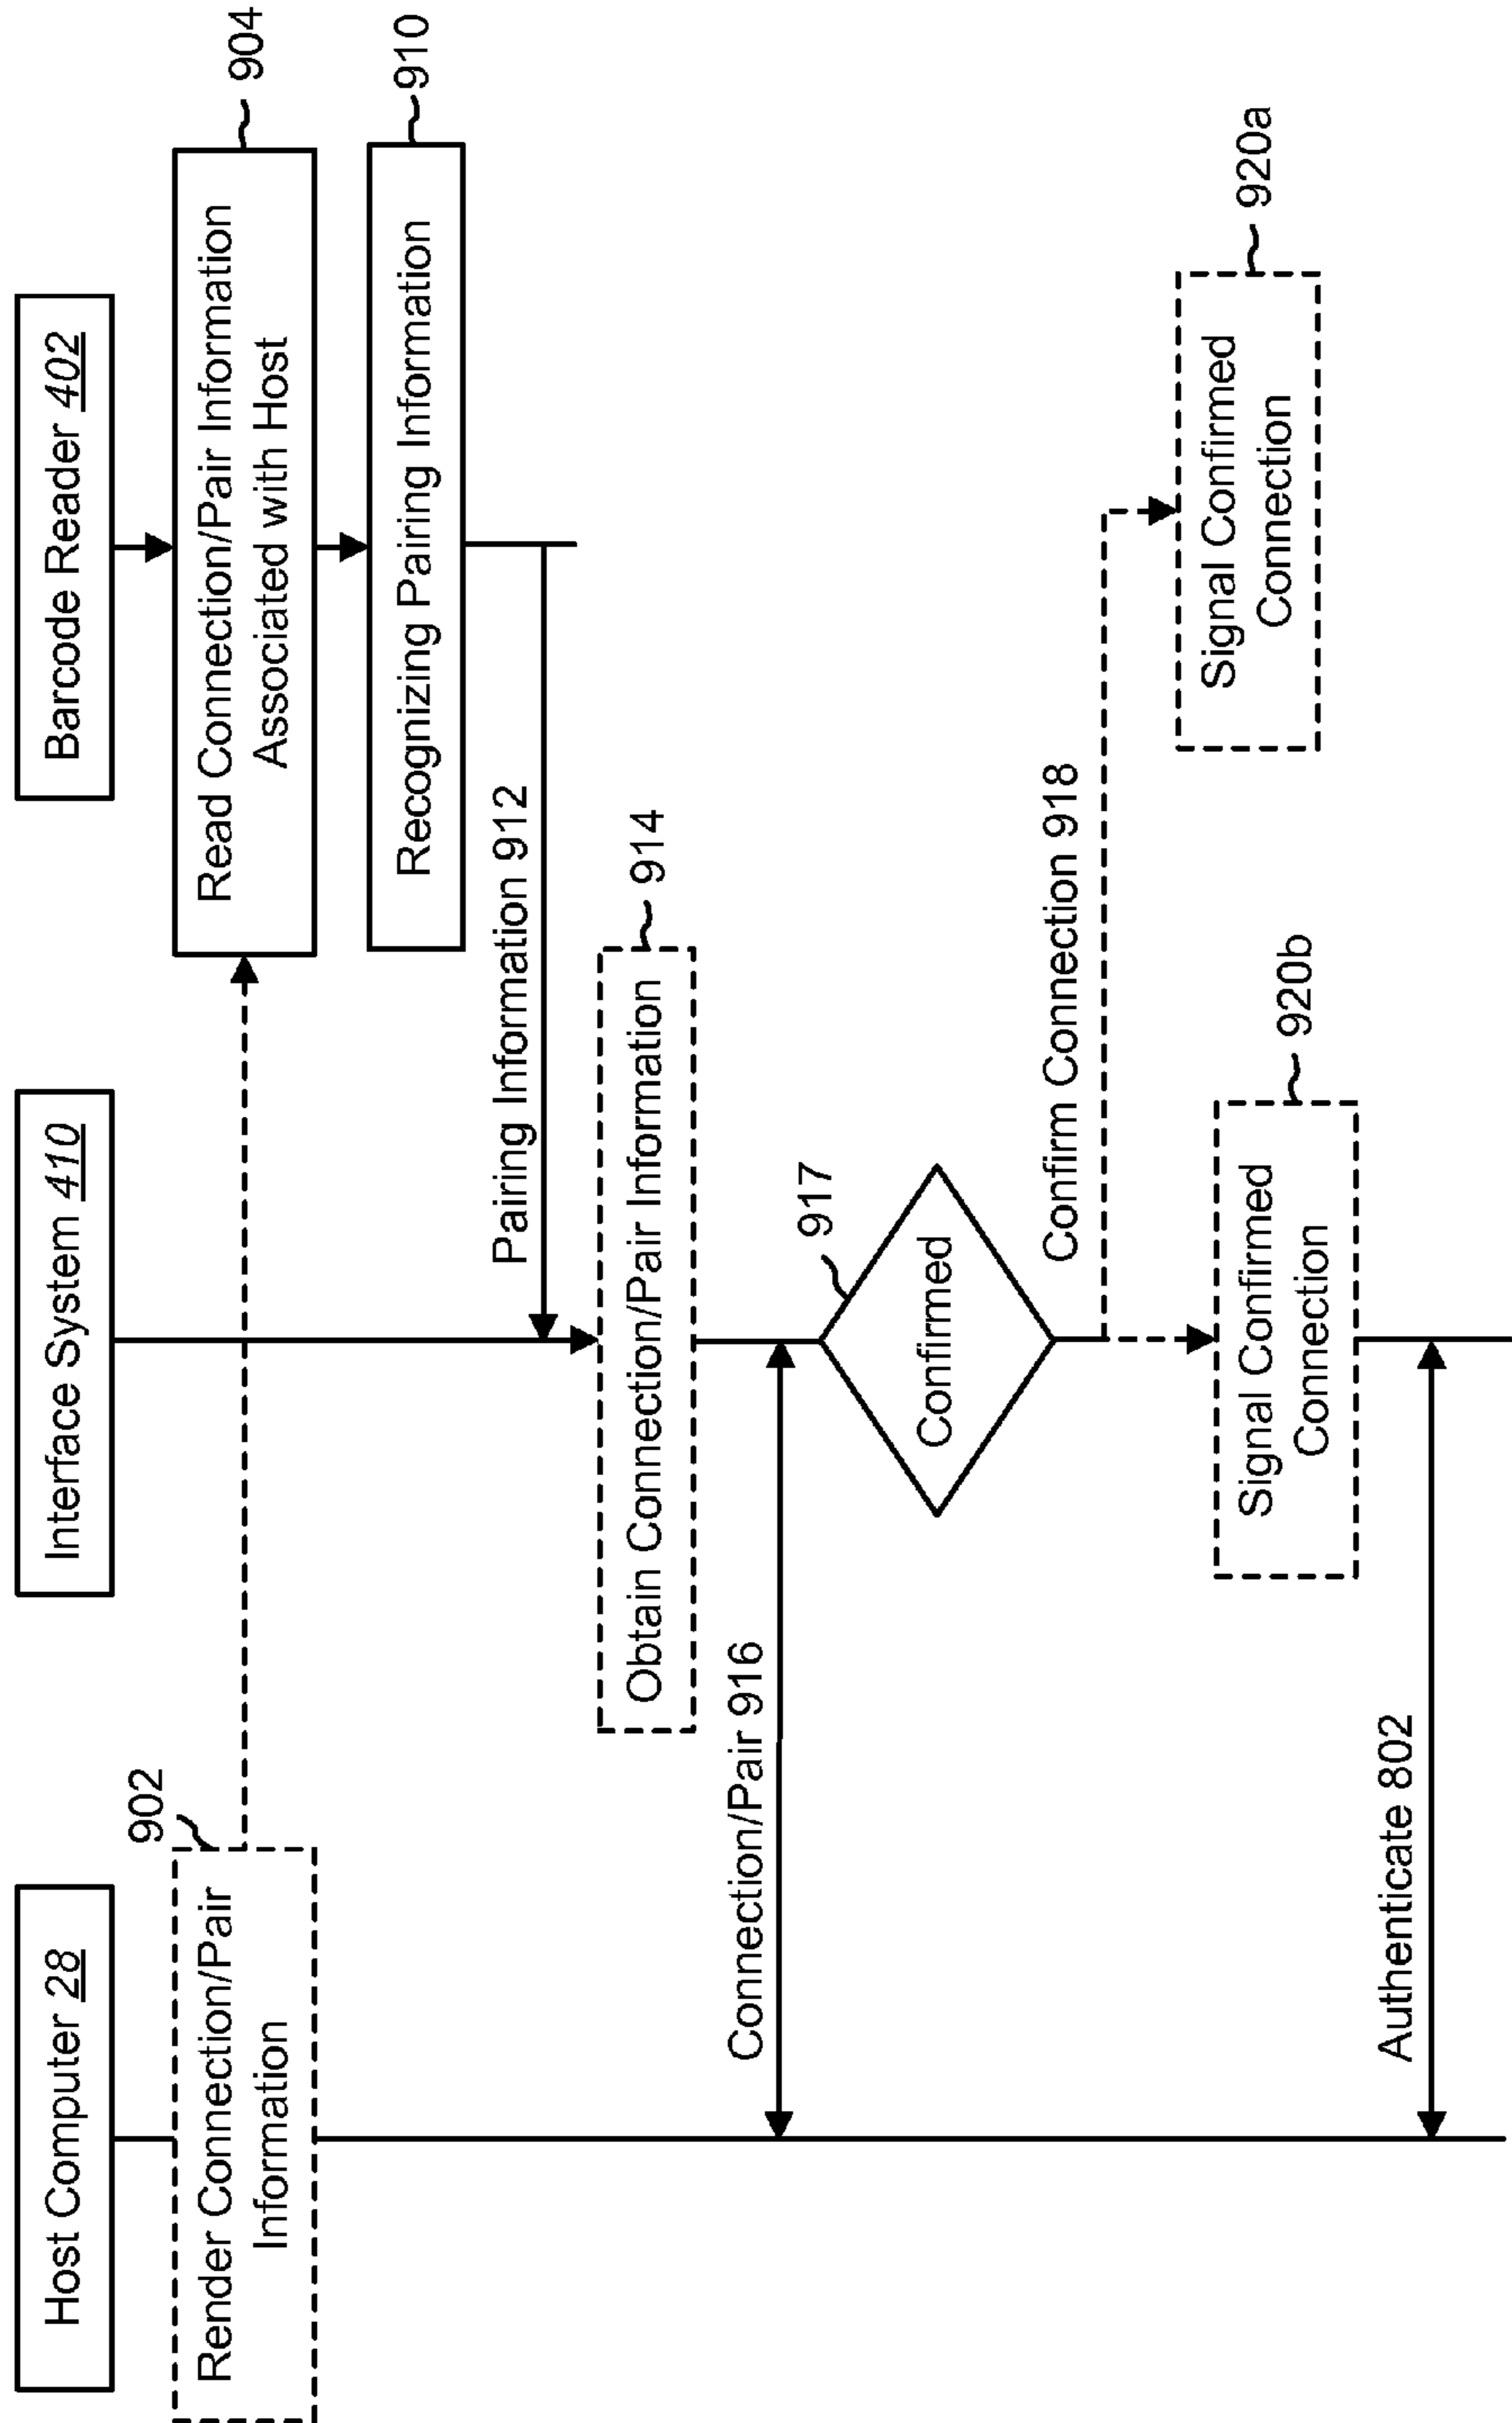 Host Computer 28
Interface System 410
Barcode Reader 402
902
Render Connection/Pair
Information
Read Connection/Pair Information
Associated with Host
904
Recognizing Pairing Information
910
Pairing Information 912
Obtain Connection/Pair Information
914
Connection/Pair 916
917
Confirmed
Confirm Connection 918
Signal Confirmed
Connection
920a
Signal Confirmed
Connection
920b
Authenticate 802